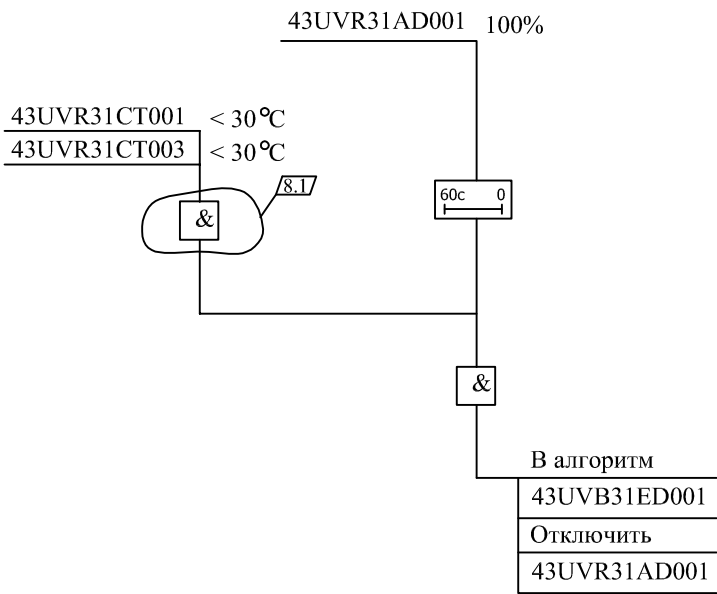 43UVR31AD001 100%
43UVR31CT001 < 30°C
43UVR31CT003 < 30°C
8.1
60с 0
&
&
В алгоритм
43UVB31ED001
Отключить
43UVR31AD001